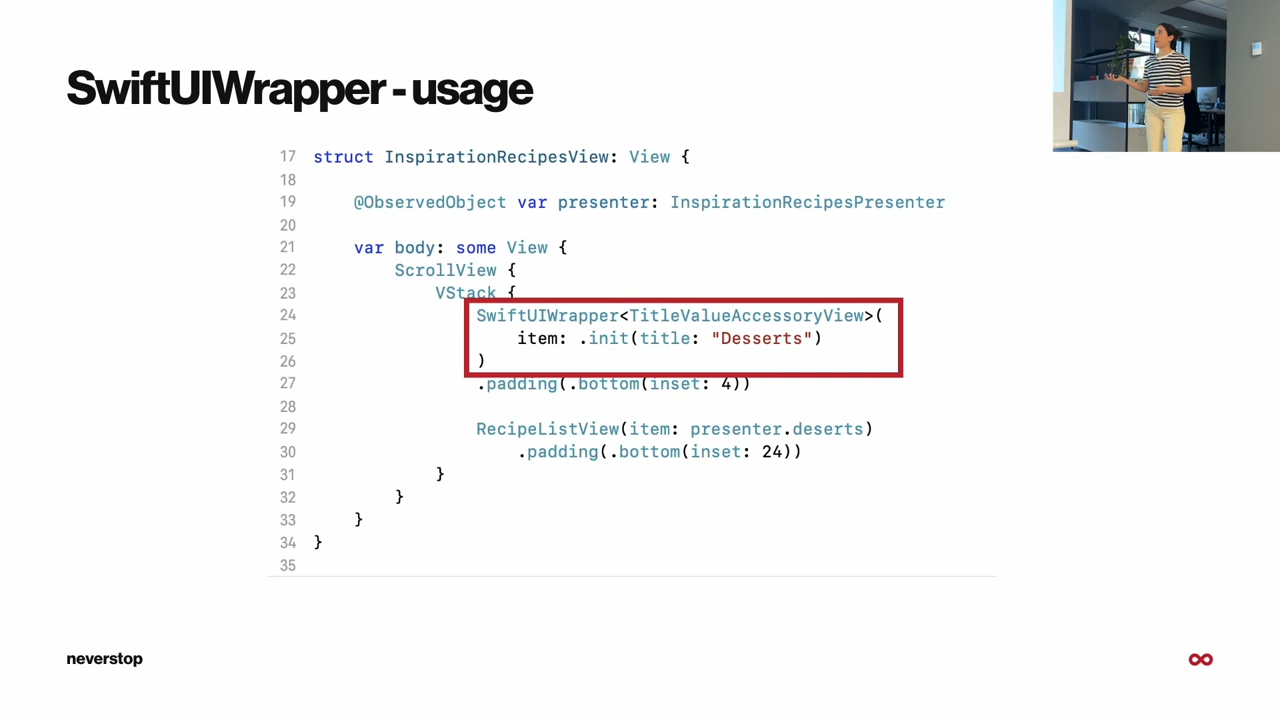 SwiftUIWrapper - usage
17 struct InspirationRecipesView: View {
18
19 @ObservedObject var presenter: InspirationRecipesPresenter
20
21 var body: some View {
22 ScrollView {
23 VStack {
24 SwiftUIWrapper<TitleValueAccessoryView>(
25 item: .init(title: "Desserts")
26 )
27 .padding(.bottom(inset: 4))
28
29 RecipeListView(item: presenter.deserts)
30 .padding(.bottom(inset: 24))
31 }
32 }
33 }
34 }
35
neverstop